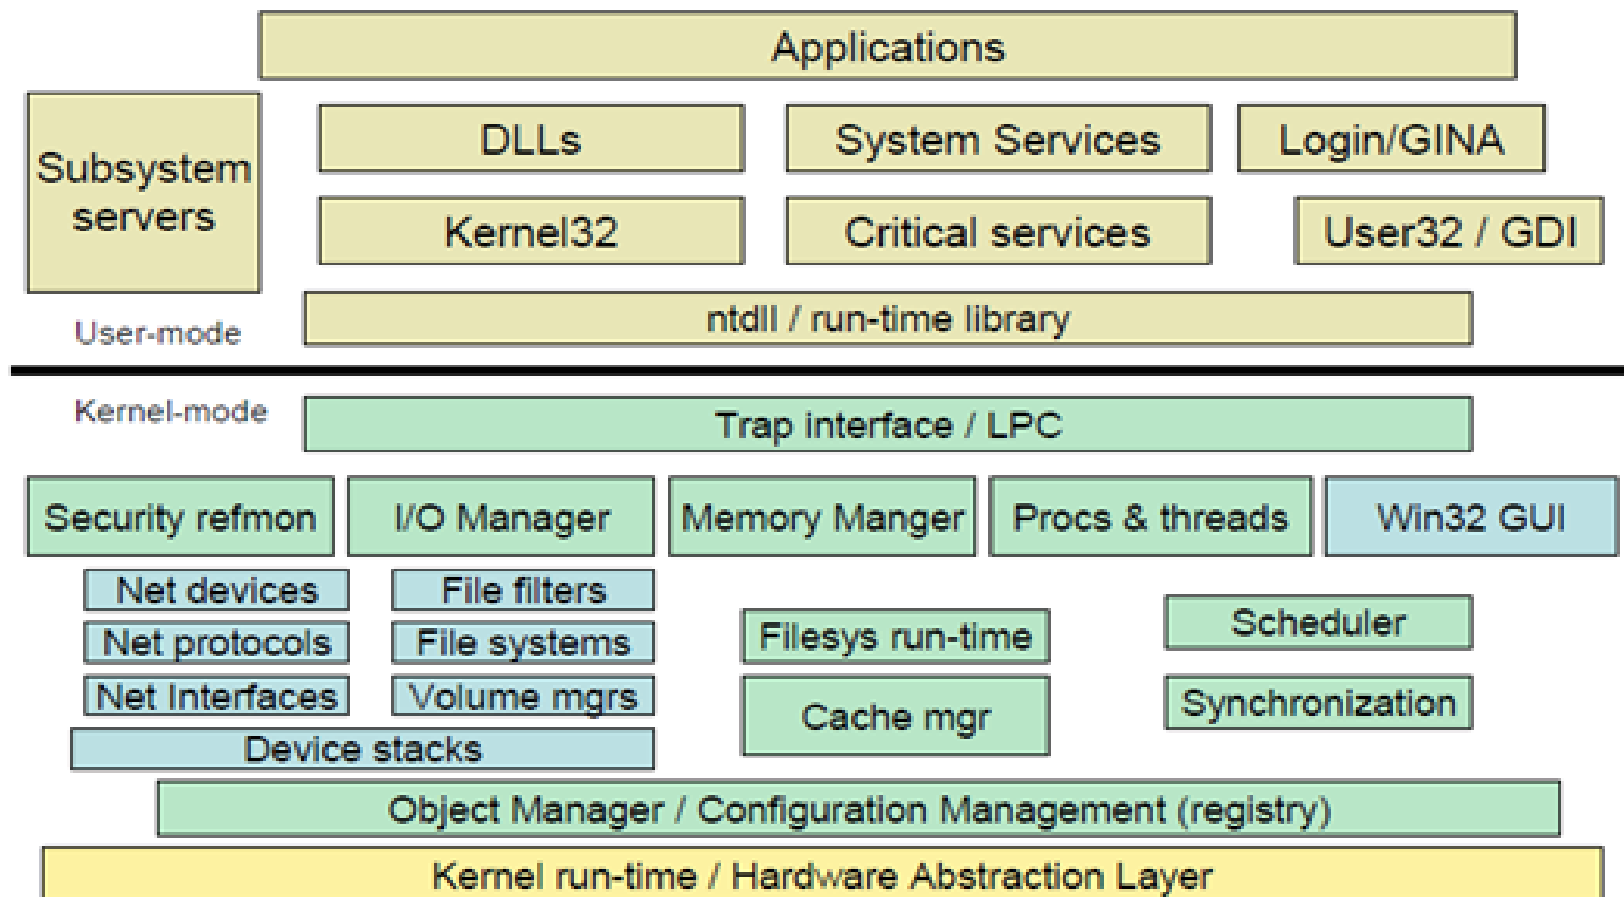 Applications
Subsystem
servers
DLLs
System Services
Login/GINA
Kernel32
Critical services
User32 / GDI
ntdll / run-time library
User-mode
Kernel-mode
Trap interface / LPC
Security refmon
I/O Manager
Memory Manger
Procs & threads
Win32 GUI
Net devices
File filters
Net protocols
File systems
Net Interfaces
Volume mgrs
Device stacks
Filesys run-time
Cache mgr
Scheduler
Synchronization
Object Manager / Configuration Management (registry)
Kernel run-time / Hardware Abstraction Layer